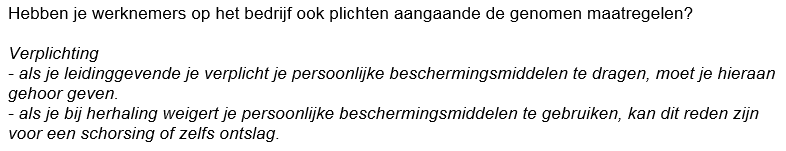 Hebben je werknemers op het bedrijf ook plichten aangaande de genomen maatregelen?
Verplichting
- als je leidinggevende je verplicht je persoonlijke beschermingsmiddelen te dragen, moet je hieraan
gehoor geven.
- als je bij herhaling weigert je persoonlijke beschermingsmiddelen te gebruiken, kan dit reden zijn
voor een schorsing of zelfs ontslag.